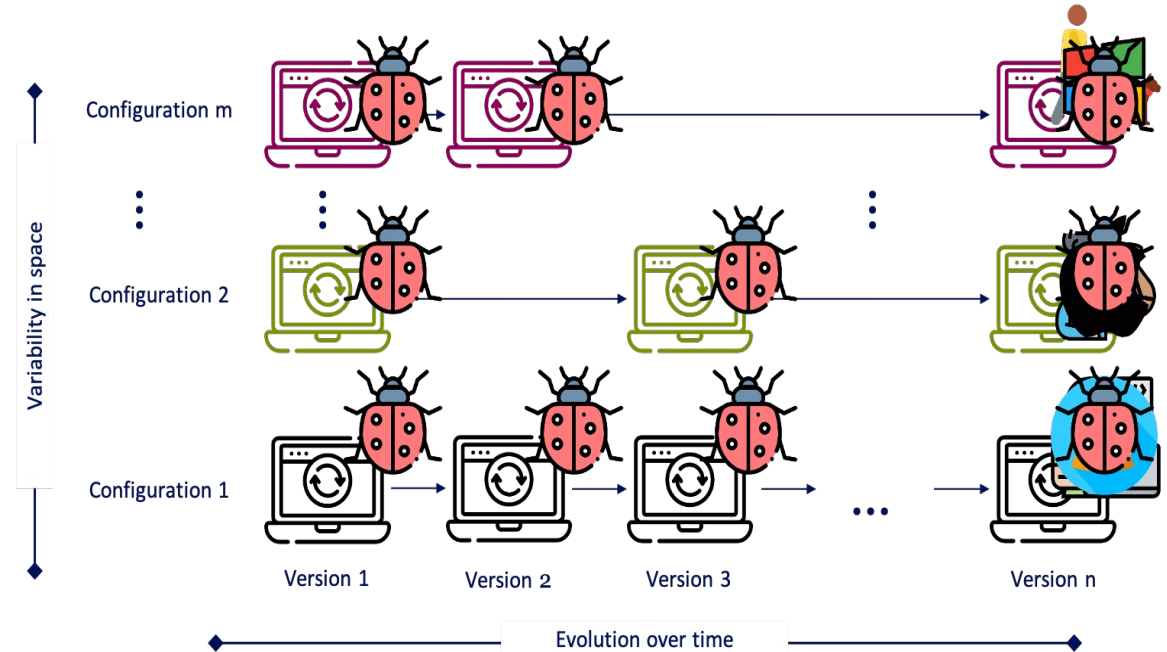 Configuration m
Variability in space
Configuration 2
Configuration 1
Version 1
Version 2
Version 3
Version n
Evolution over time